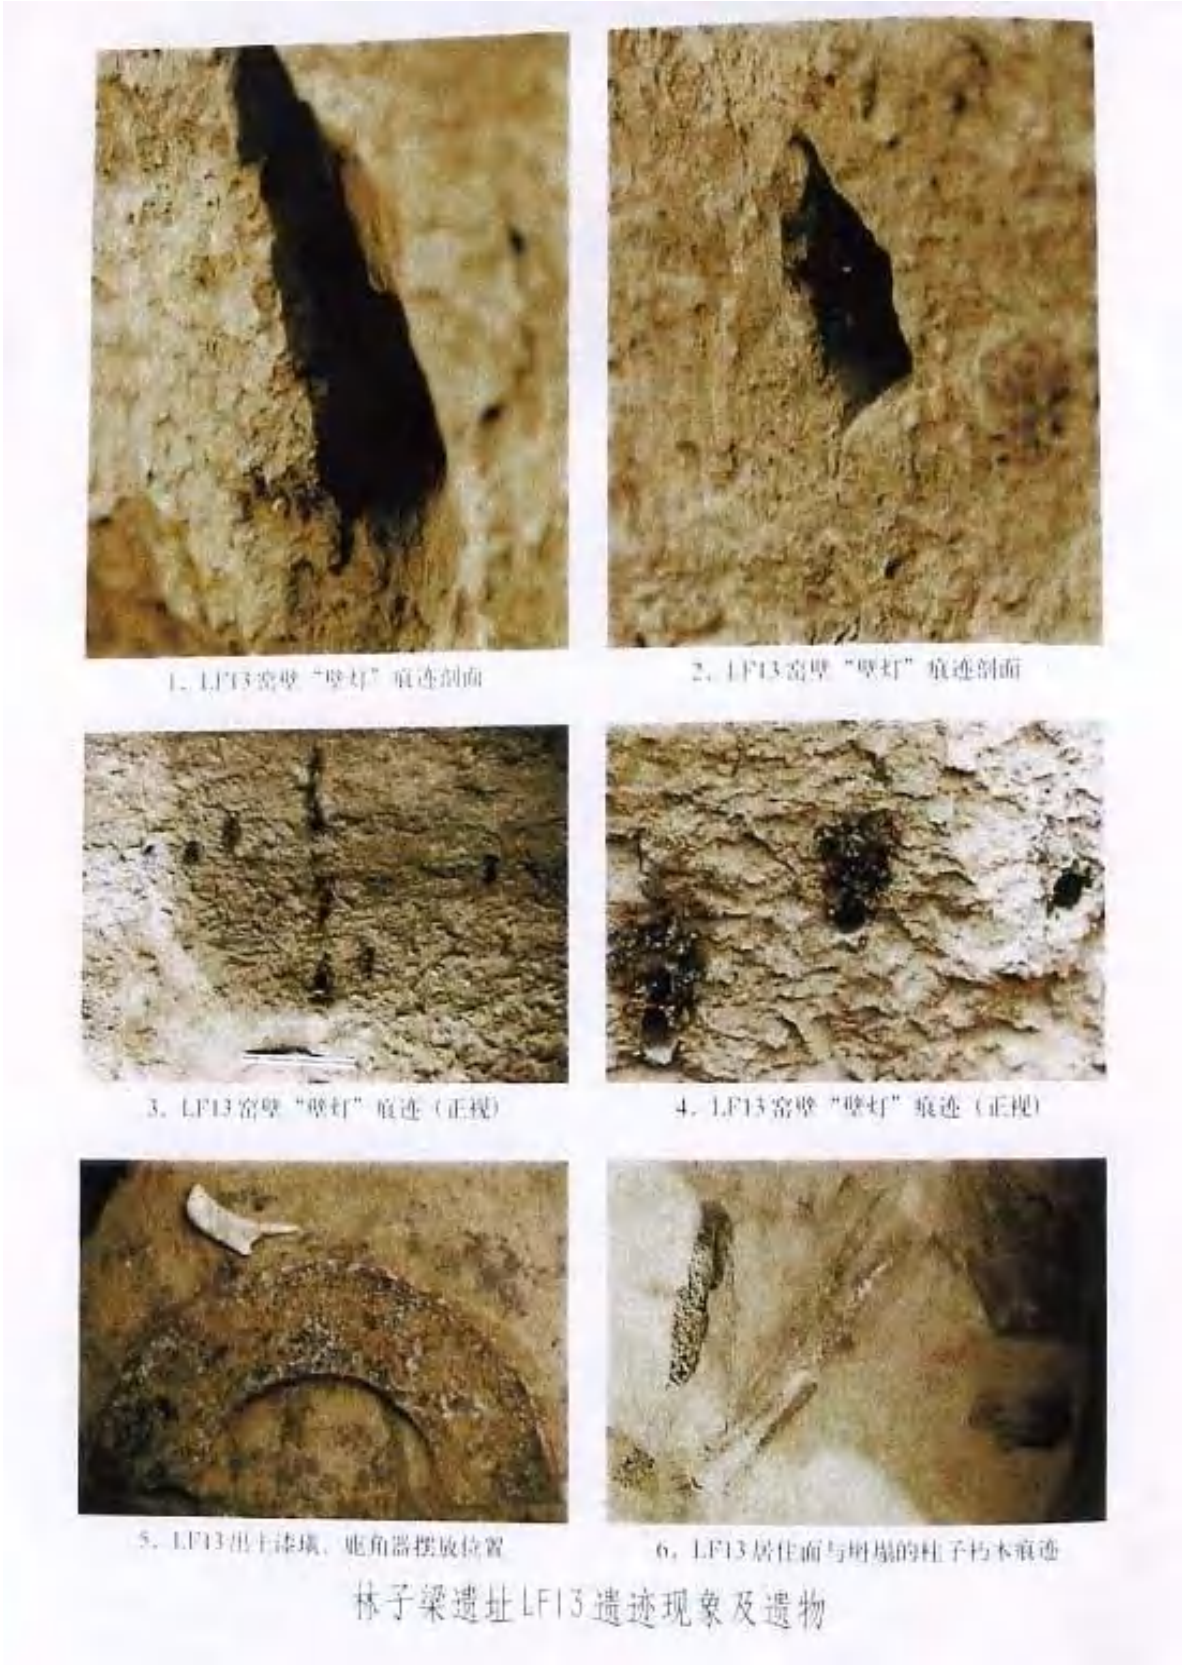 1. LF13窑壁“壁灯”痕迹剖面
2. LF13窑壁“壁灯”痕迹剖面
3. LF13窑壁“壁灯”痕迹（正视）
4. LF13窑壁“壁灯”痕迹（正视）
5. LF13出土漆璜、鹿角器摆放位置
6. LF13居住面与坍塌的柱子朽木痕迹
林子梁遗址LF13遗迹现象及遗物